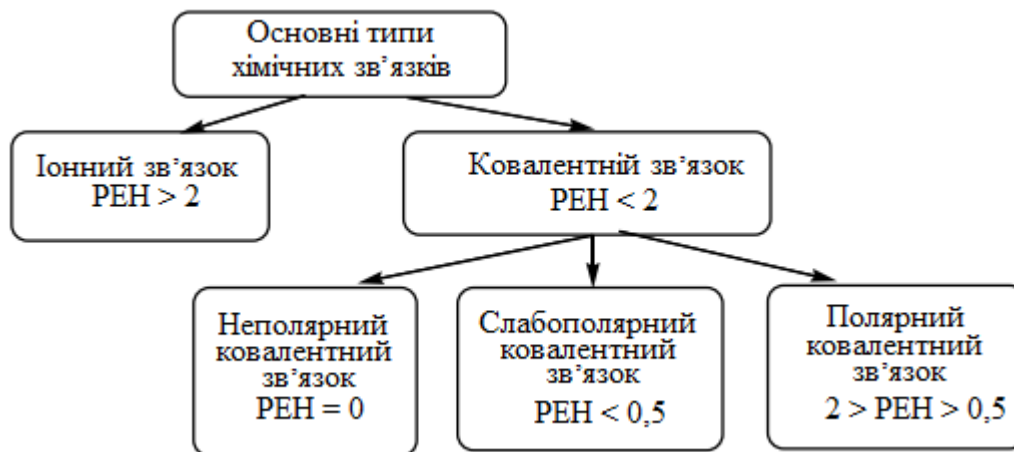 Основні типи
хімічних зв’язків
Іонний зв’язок
РЕН > 2
Ковалентній зв’язок
РЕН < 2
Неполярний
ковалентний
зв’язок
РЕН = 0
Слабополярний
ковалентний
зв’язок
РЕН < 0,5
Полярний
ковалентний
зв’язок
2 > РЕН > 0,5